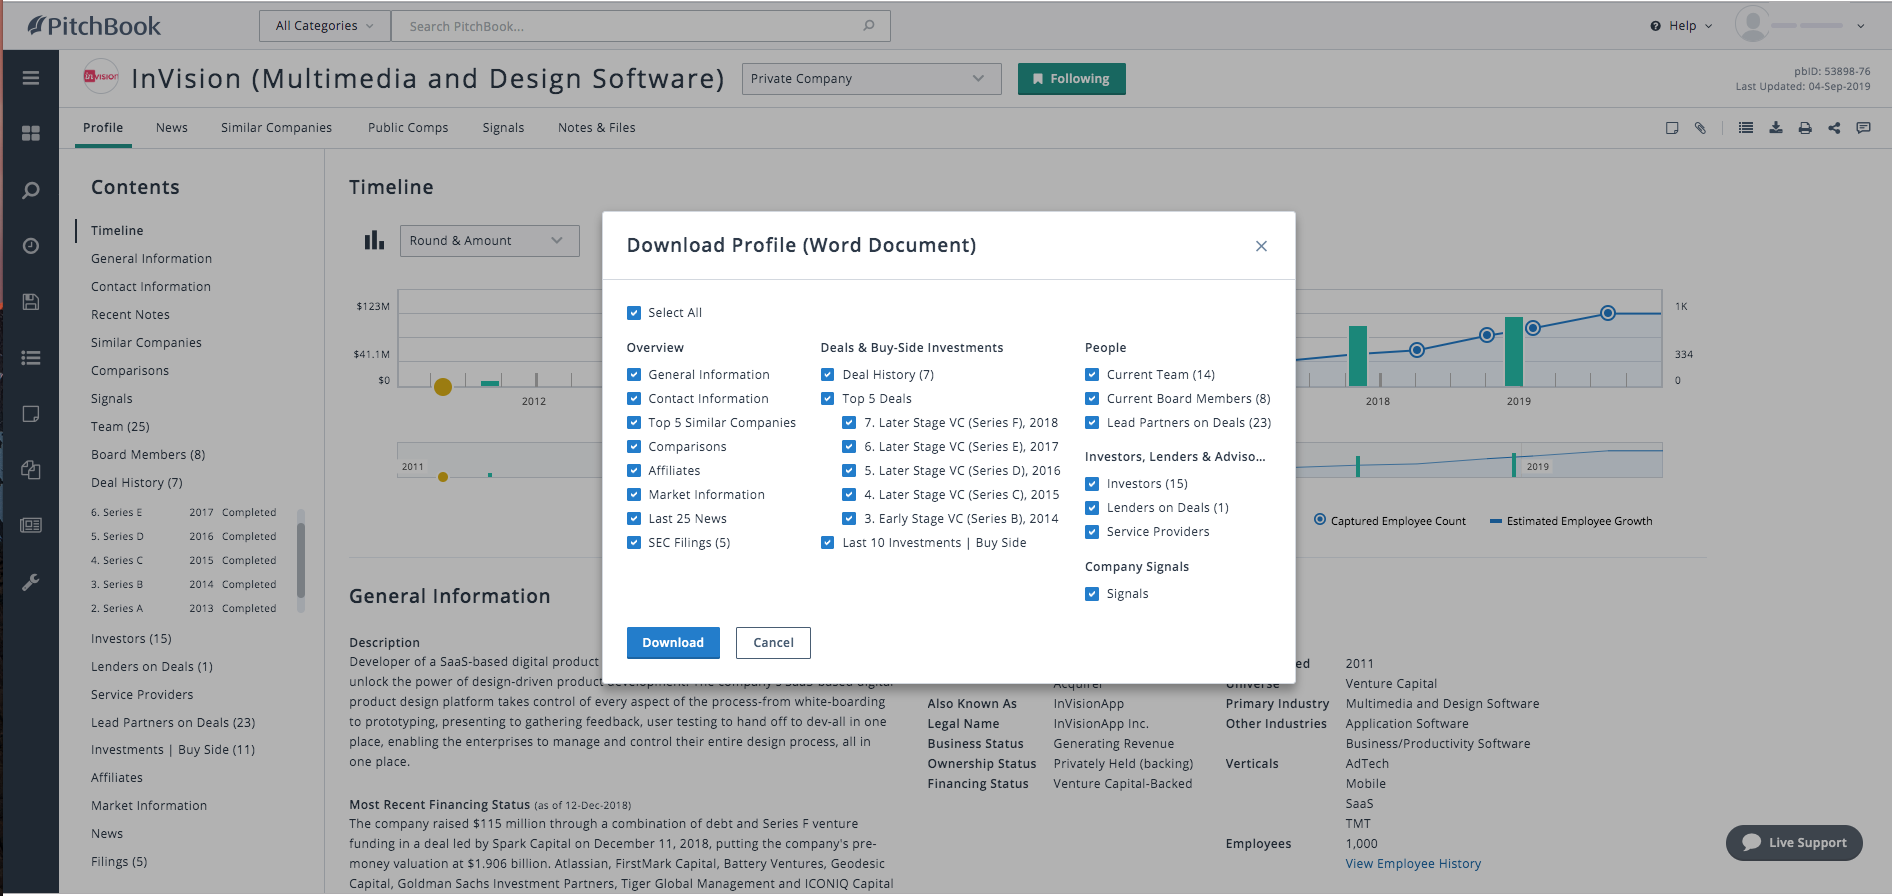 PitchBook
All Categories
Search PitchBook...
Help
InVision (Multimedia and Design Software)
Private Company
Following
pbID: 53898-76
Last Updated: 04-Sep-2019
Profile
News
Similar Companies
Public Comps
Signals
Notes & Files
Contents
Timeline
General Information
Contact Information
Recent Notes
Similar Companies
Comparisons
Signals
Team (25)
Board Members (8)
Deal History (7)
6. Series E 2017 Completed
5. Series D 2016 Completed
4. Series C 2015 Completed
3. Series B 2014 Completed
2. Series A 2013 Completed
Investors (15)
Lenders on Deals (1)
Service Providers
Lead Partners on Deals (23)
Investments | Buy Side (11)
Affiliates
Market Information
News
Filings (5)
Timeline
Round & Amount
$123M
$41.1M
$0
2012
2018
2019
1K
334
0
2011
2019
Captured Employee Count
Estimated Employee Growth
Download Profile (Word Document)
Select All
Overview
General Information
Contact Information
Top 5 Similar Companies
Comparisons
Affiliates
Market Information
Last 25 News
SEC Filings (5)
Deals & Buy-Side Investments
Deal History (7)
Top 5 Deals
7. Later Stage VC (Series F), 2018
6. Later Stage VC (Series E), 2017
5. Later Stage VC (Series D), 2016
4. Later Stage VC (Series C), 2015
3. Early Stage VC (Series B), 2014
Last 10 Investments | Buy Side
People
Current Team (14)
Current Board Members (8)
Lead Partners on Deals (23)
Investors, Lenders & Adviso...
Investors (15)
Lenders on Deals (1)
Service Providers
Company Signals
Signals
Download
Cancel
General Information
Description
Developer of a SaaS-based digital product
unlock the power of design-driven product development. The company's SaaS-based digital
product design platform takes control of every aspect of the process-from white-boarding
to prototyping, presenting to gathering feedback, user testing to hand off to dev-all in one
place, enabling the enterprises to manage and control their entire design process, all in
one place.
Most Recent Financing Status (as of 12-Dec-2018)
The company raised $115 million through a combination of debt and Series F venture
funding in a deal led by Spark Capital on December 11, 2018, putting the company's pre-
money valuation at $1.906 billion. Atlassian, FirstMark Capital, Battery Ventures, Geodesic
Capital, Goldman Sachs Investment Partners, Tiger Global Management and ICONIQ Capital
Acquirer
Also Known As InVisionApp
Legal Name InVisionApp Inc.
Business Status Generating Revenue
Ownership Status Privately Held (backing)
Financing Status Venture Capital-Backed
ed 2011
Universe Venture Capital
Primary Industry Multimedia and Design Software
Other Industries Application Software
Business/Productivity Software
Verticals AdTech
Mobile
SaaS
TMT
Employees 1,000
View Employee History
Live Support